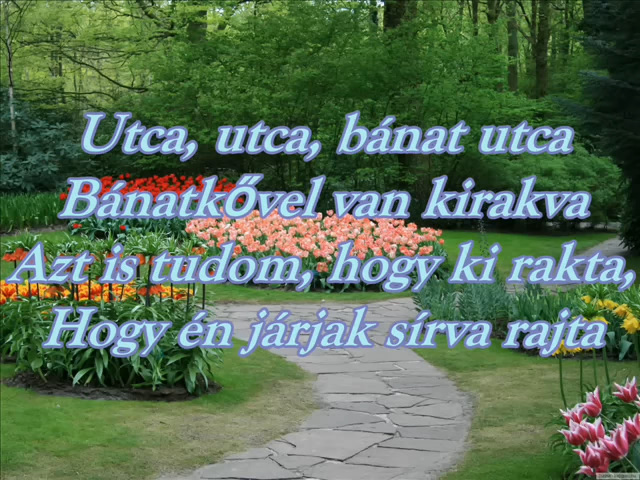 Utca, utca, bánat utca
Bánatkővel van kirakva
Azt is tudom, hogy ki rakta,
Hogy én járjak sírva rajta